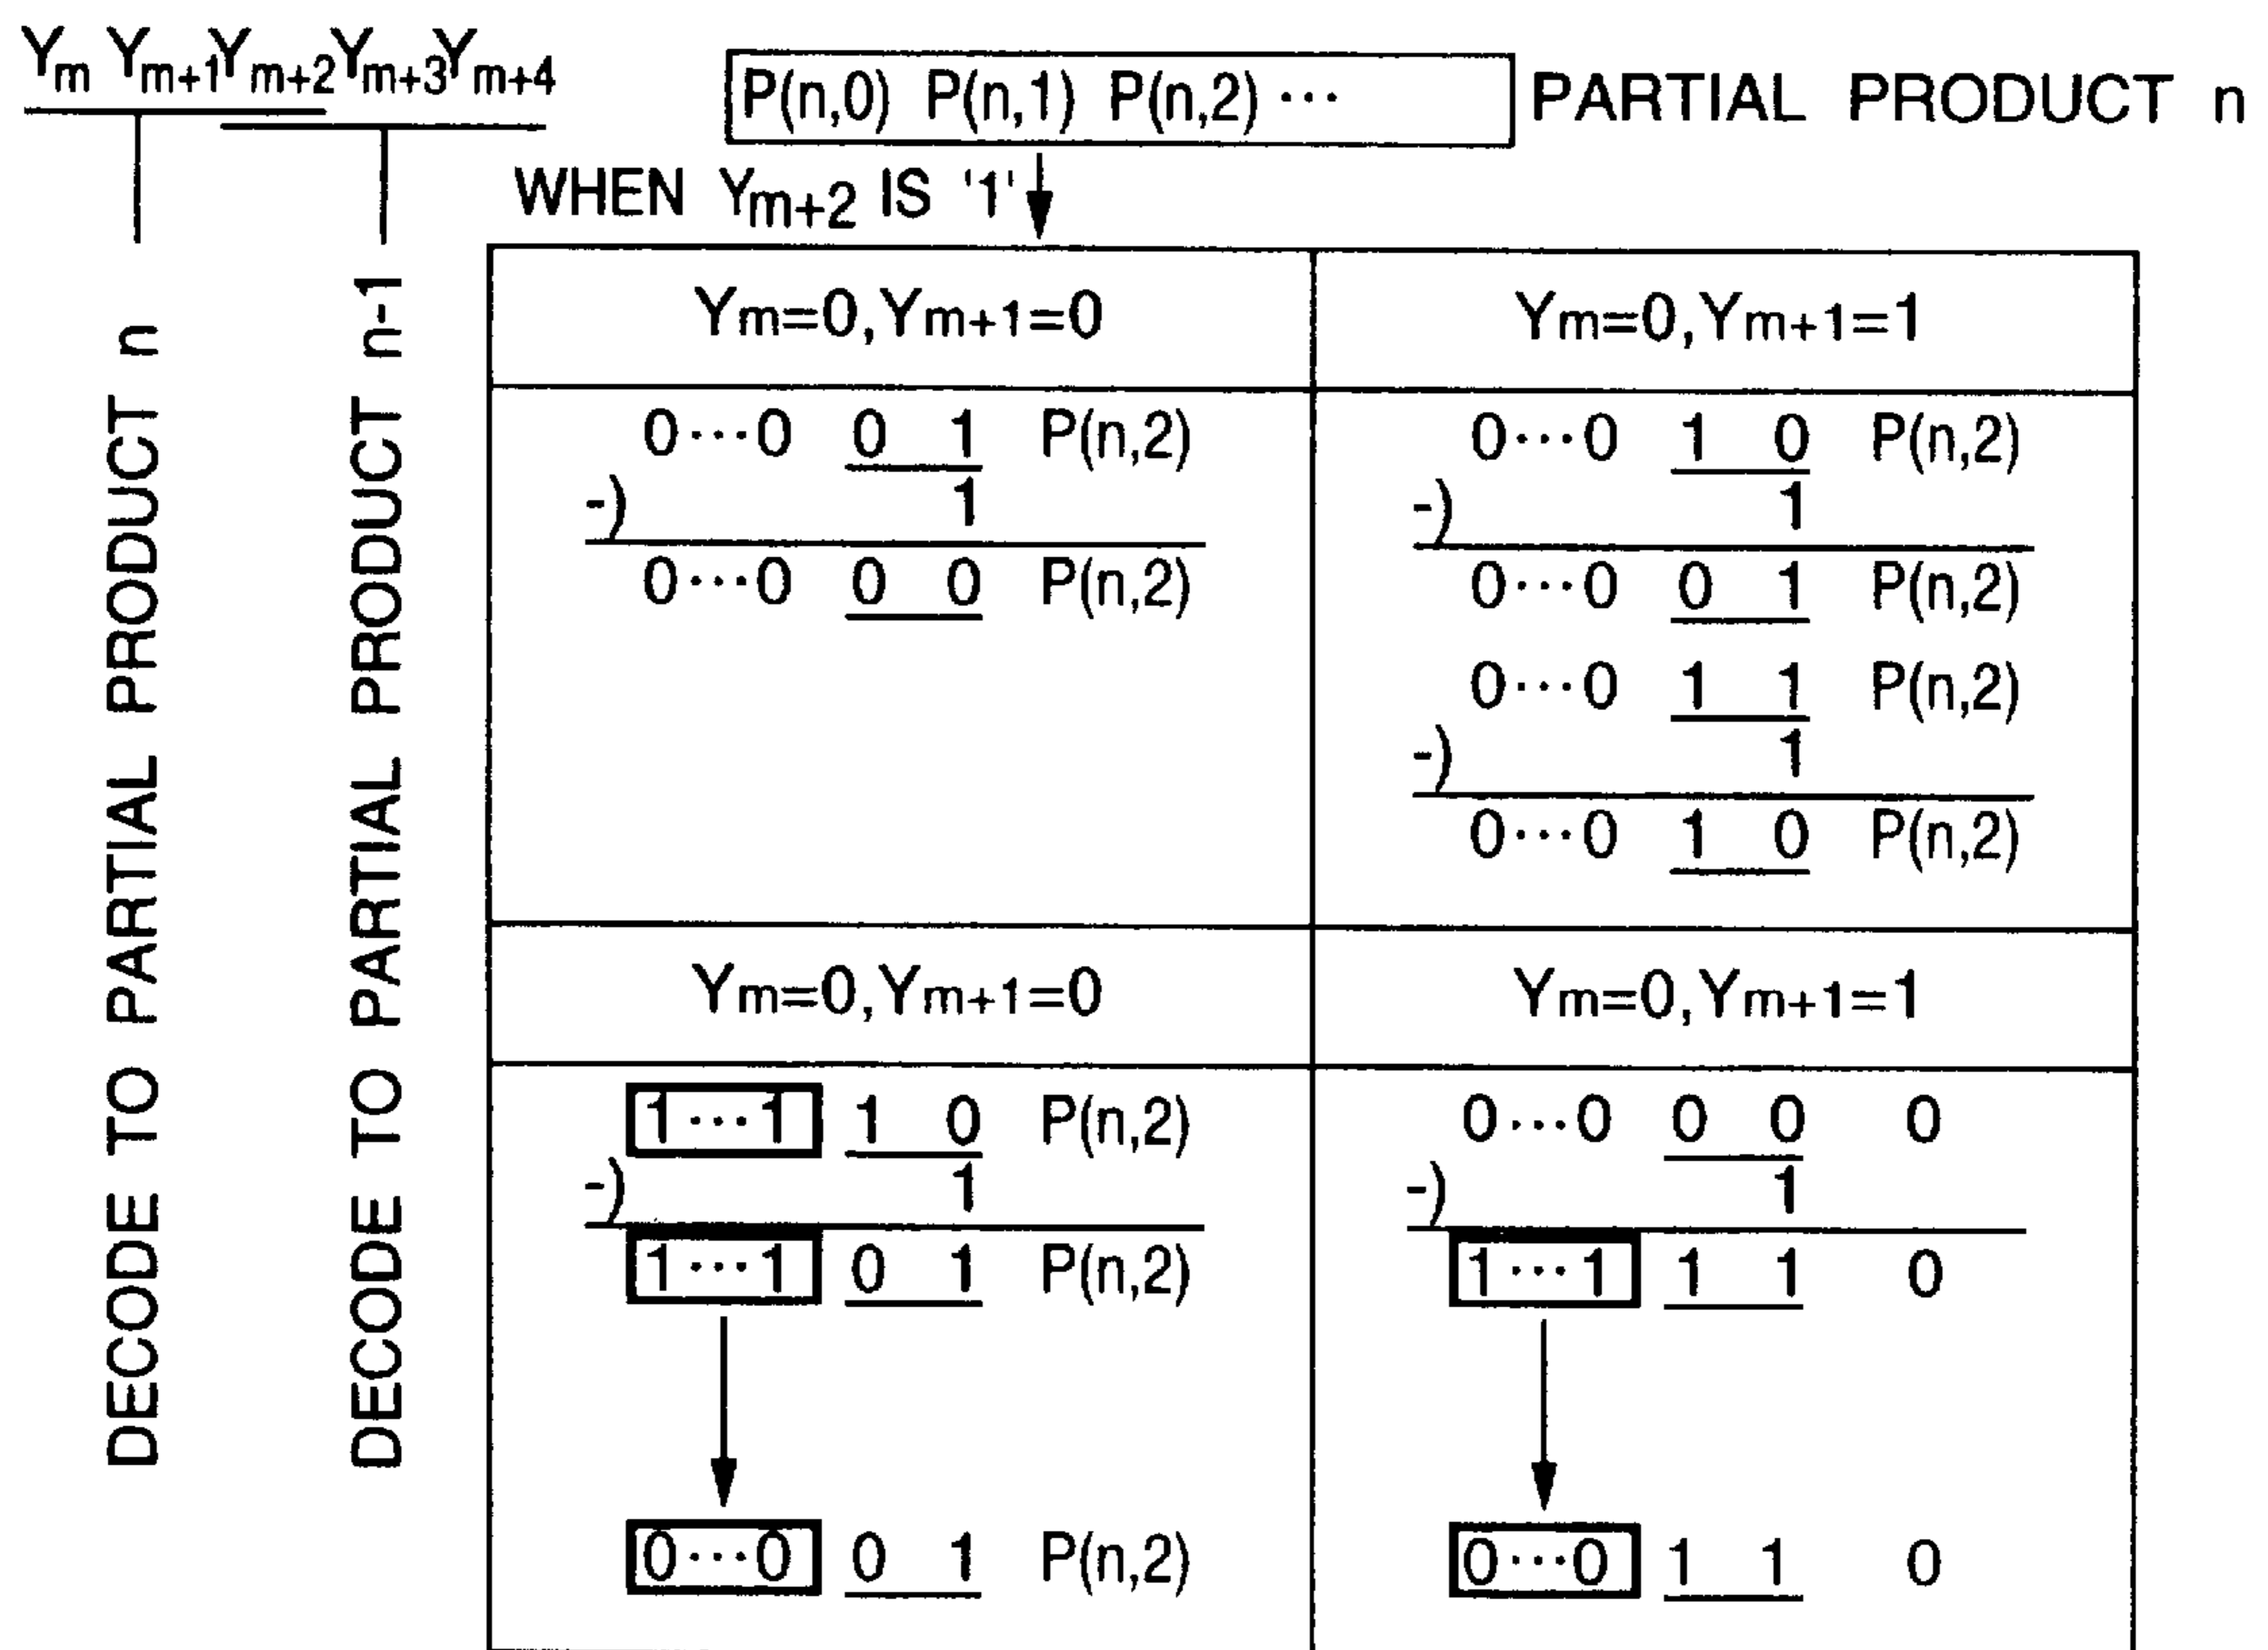 Ym Ym+1Ym+2Ym+3Ym+4
P(n,0) P(n,1) P(n,2) ··· PARTIAL PRODUCT n
WHEN Ym+2 IS '1'
DECODE TO PARTIAL PRODUCT n
DECODE TO PARTIAL PRODUCT n-1
Ym=0,Ym+1=0
0···0 0 1 P(n,2)
-) 1
0···0 0 0 P(n,2)
Ym=0,Ym+1=1
0···0 1 0 P(n,2)
-) 1
0···0 0 1 P(n,2)
0···0 1 1 P(n,2)
-) 1
0···0 1 0 P(n,2)
Ym=0,Ym+1=0
1···1 1 0 P(n,2)
-) 1
1···1 0 1 P(n,2)
0···0 0 1 P(n,2)
Ym=0,Ym+1=1
0···0 0 0 0
-) 1
1···1 1 1 0
0···0 1 1 0